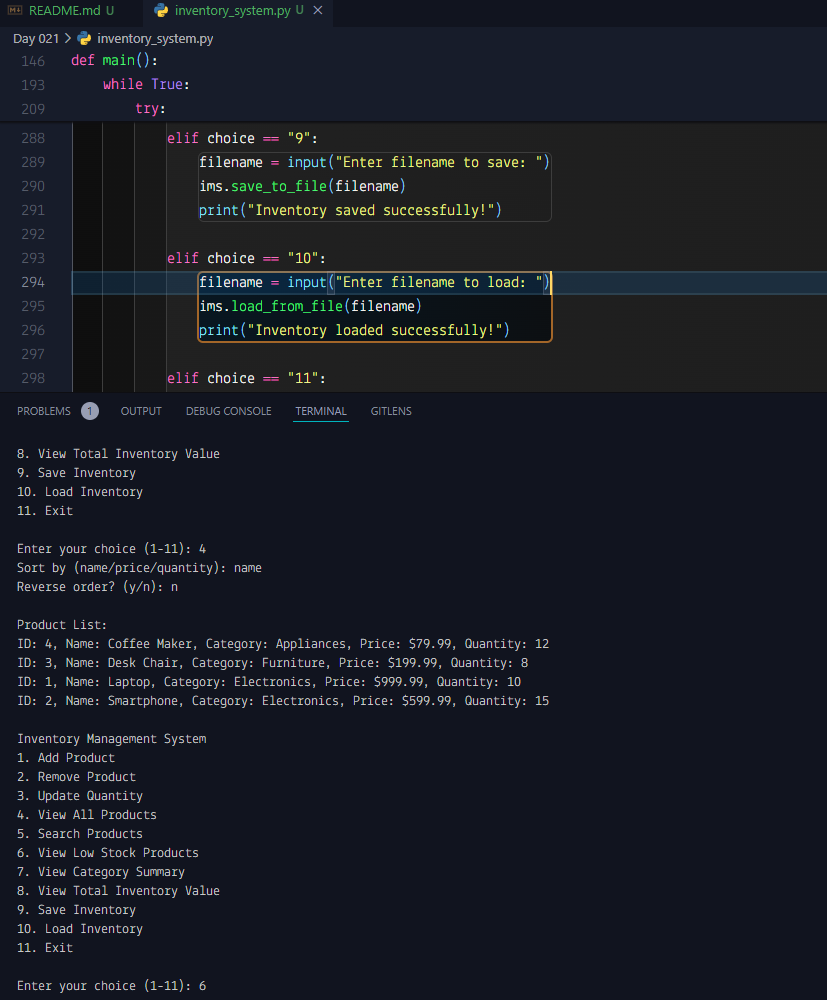 README.md U
inventory_system.py U
Day 021 > inventory_system.py
146 def main():
193 while True:
209 try:
288 elif choice == "9":
289 filename = input("Enter filename to save: ")
290 ims.save_to_file(filename)
291 print("Inventory saved successfully!")
292
293 elif choice == "10":
294 filename = input("Enter filename to load: ")
295 ims.load_from_file(filename)
296 print("Inventory loaded successfully!")
297
298 elif choice == "11":
PROBLEMS 1 OUTPUT DEBUG CONSOLE TERMINAL GITLENS
8. View Total Inventory Value
9. Save Inventory
10. Load Inventory
11. Exit
Enter your choice (1-11): 4
Sort by (name/price/quantity): name
Reverse order? (y/n): n
Product List:
ID: 4, Name: Coffee Maker, Category: Appliances, Price: $79.99, Quantity: 12
ID: 3, Name: Desk Chair, Category: Furniture, Price: $199.99, Quantity: 8
ID: 1, Name: Laptop, Category: Electronics, Price: $999.99, Quantity: 10
ID: 2, Name: Smartphone, Category: Electronics, Price: $599.99, Quantity: 15
Inventory Management System
1. Add Product
2. Remove Product
3. Update Quantity
4. View All Products
5. Search Products
6. View Low Stock Products
7. View Category Summary
8. View Total Inventory Value
9. Save Inventory
10. Load Inventory
11. Exit
Enter your choice (1-11): 6